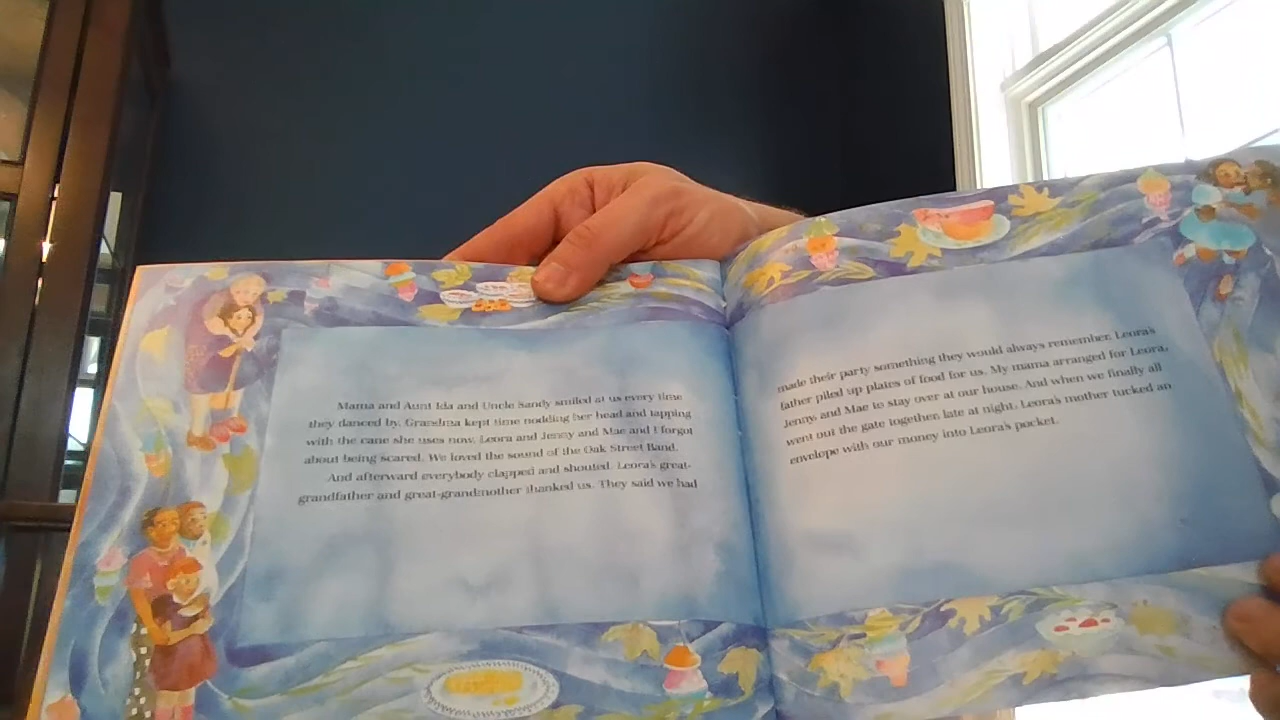 Mama and Aunt Ida and Uncle Sandy smiled at us every time
they danced by. Grandma kept time nodding her head and tapping
with the cane she uses now. Leora and Jenny and Mae and I forgot
about being scared. We loved the sound of the Oak Street Band.
And afterward everybody clapped and shouted. Leora's great-
grandfather and great-grandmother thanked us. They said we had
made their party something they would always remember. Leora's
father piled up plates of food for us. My mama arranged for Leora,
Jenny, and Mae to stay over at our house. And when we finally all
went out the gate together, late at night, Leora's mother tucked an
envelope with our money into Leora's pocket.